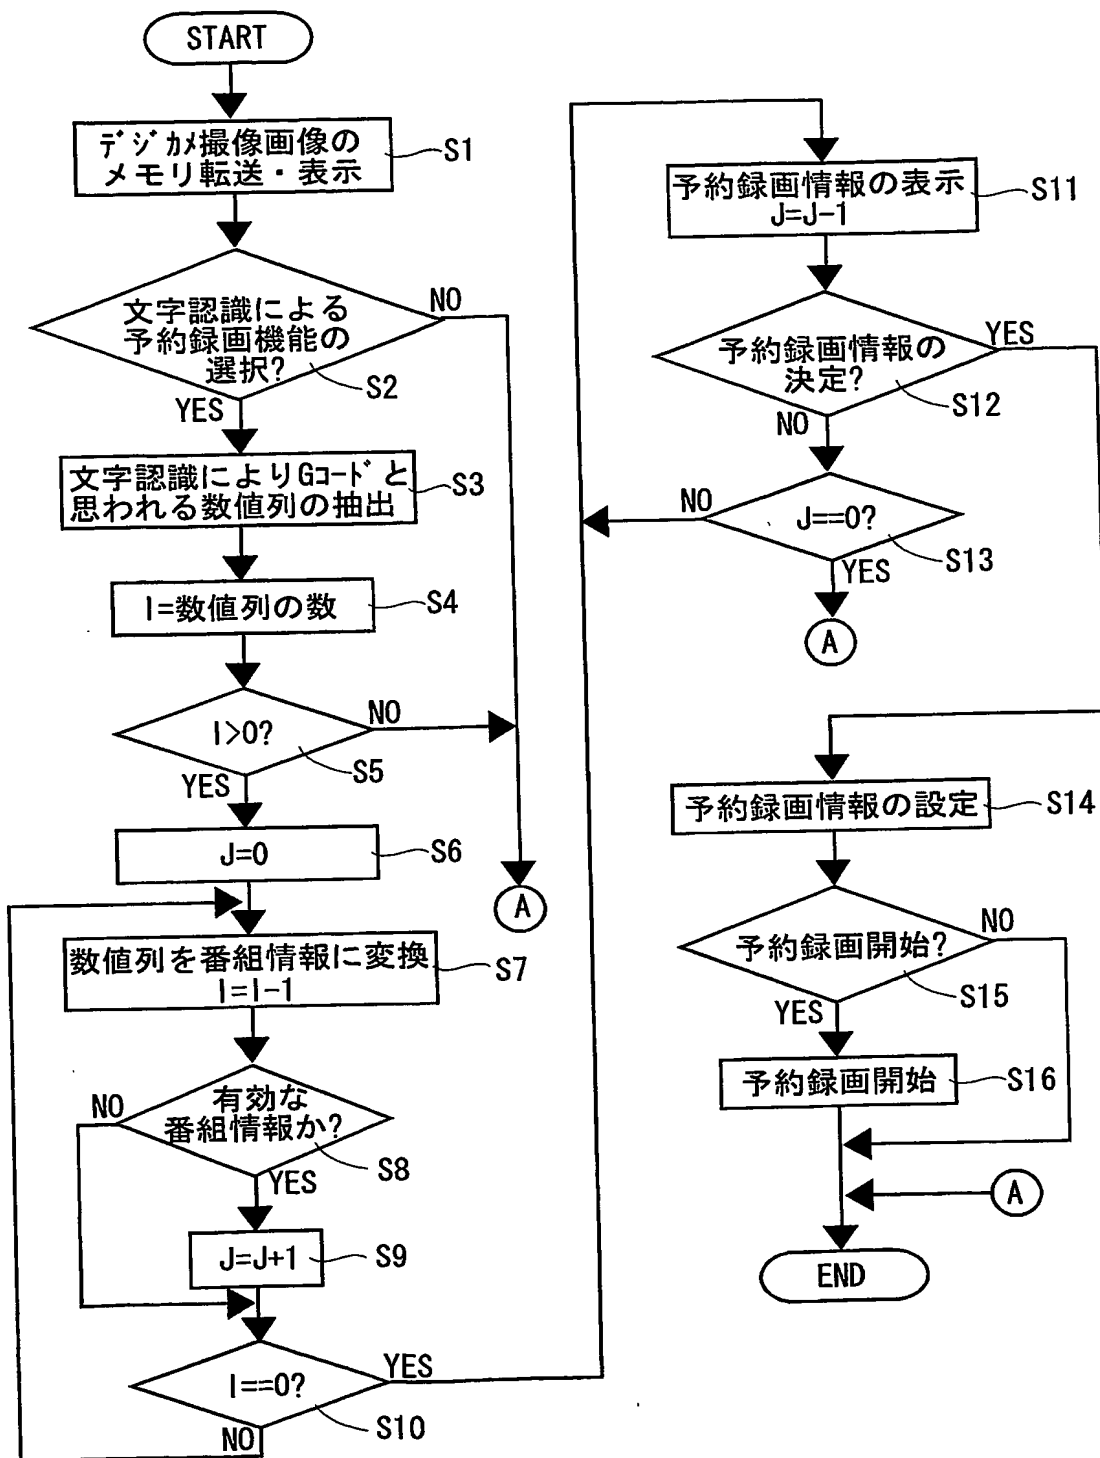 START
デジカメ撮像画像の
メモリ転送・表示
S1
文字認識による
予約録画機能の
選択?
S2
NO
YES
文字認識によりGコードと
思われる数値列の抽出
S3
I=数値列の数
S4
I>0?
S5
NO
YES
J=0
S6
A
数値列を番組情報に変換
I=I-1
S7
有効な
番組情報か?
S8
NO
YES
J=J+1
S9
I==0?
S10
YES
NO
予約録画情報の表示
J=J-1
S11
予約録画情報の
決定?
S12
YES
NO
J==0?
S13
NO
YES
A
予約録画情報の設定
S14
予約録画開始?
S15
NO
YES
予約録画開始
S16
A
END